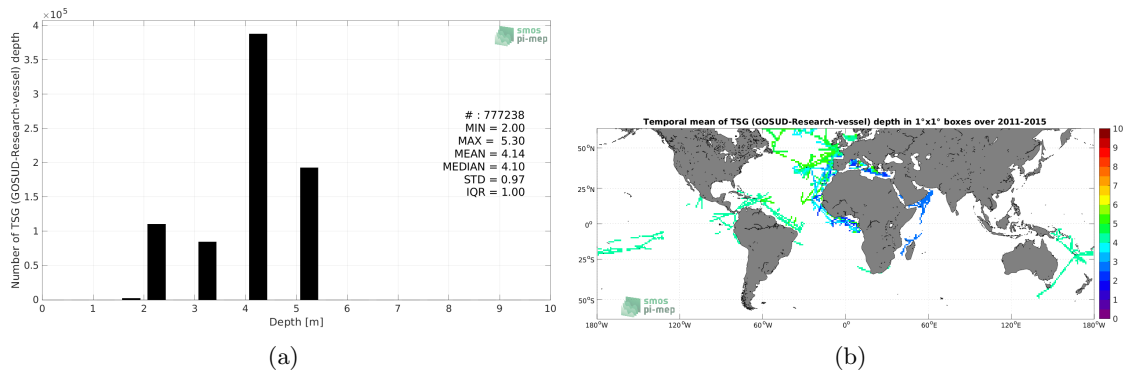 ×10⁵
4
3.5
3
2.5
2
1.5
1
0.5
0
Number of TSG (GOSUD-Research-vessel) depth
0 1 2 3 4 5 6 7 8 9 10
Depth [m]
smos
pi-mep
# : 777238
MIN = 2.00
MAX = 5.30
MEAN = 4.14
MEDIAN = 4.10
STD = 0.97
IQR = 1.00
(a)
Temporal mean of TSG (GOSUD-Research-vessel) depth in 1°x1° boxes over 2011-2015
50°N
25°N
0°
25°S
50°S
180°W 120°W 60°W 0° 60°E 120°E 180°W
smos
pi-mep
10
9
8
7
6
5
4
3
2
1
0
(b)